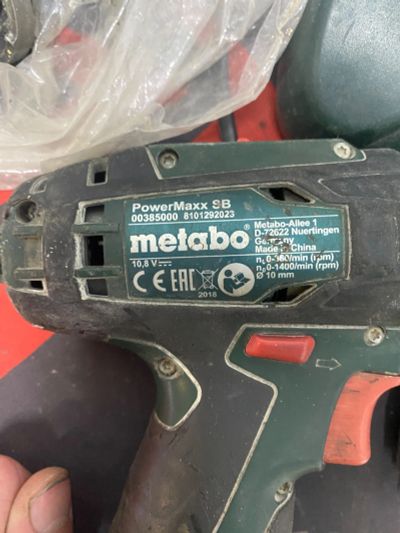 PowerMaxx SB
00385000 8101292023
metabo
Metabo-Allee 1
D-72622 Nuertingen
Germany
Made in China
10,8 V
n₁ 0-360/min (rpm)
n₂ 0-1400/min (rpm)
Ø 10 mm
CE EAC
2018